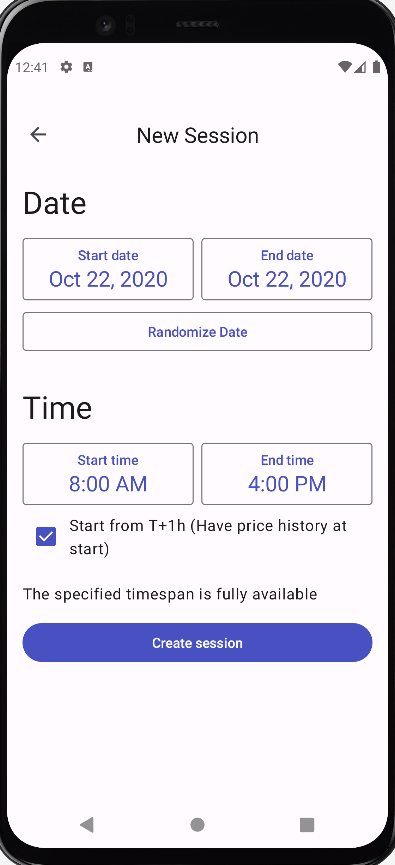 12:41
New Session
Date
Start date
Oct 22, 2020
End date
Oct 22, 2020
Randomize Date
Time
Start time
8:00 AM
End time
4:00 PM
Start from T+1h (Have price history at
start)
The specified timespan is fully available
Create session